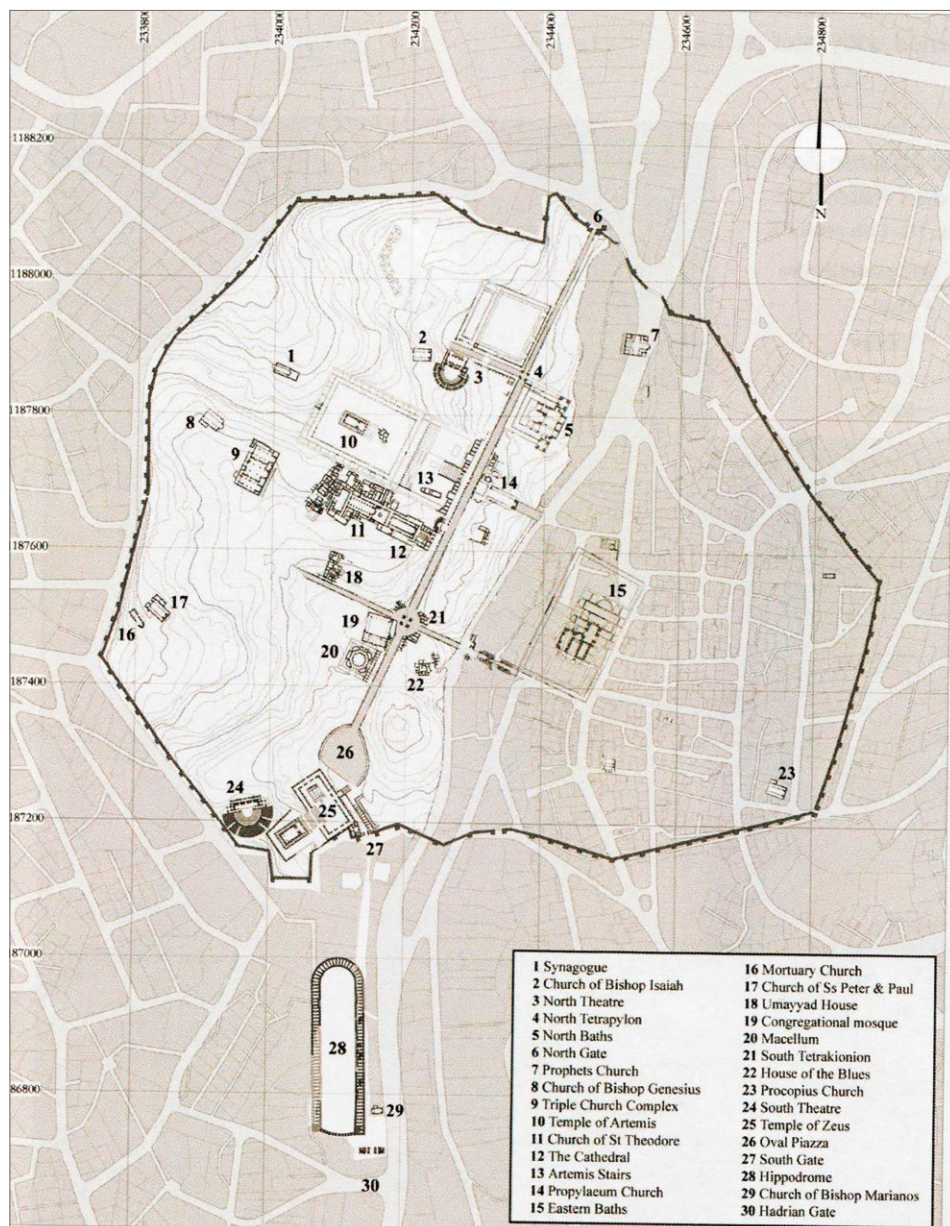 233800
234000
234200
234400
234600
234800
1188200
N
6
1188000
7
1
2
3
4
1187800
8
10
5
9
13
14
11
12
1187600
18
15
16
17
19
21
20
22
187400
26
24
25
23
187200
27
187000
28
86800
29
30
1 Synagogue
2 Church of Bishop Isaiah
3 North Theatre
4 North Tetrapylon
5 North Baths
6 North Gate
7 Prophets Church
8 Church of Bishop Genesius
9 Triple Church Complex
10 Temple of Artemis
11 Church of St Theodore
12 The Cathedral
13 Artemis Stairs
14 Propylaeum Church
15 Eastern Baths
16 Mortuary Church
17 Church of Ss Peter & Paul
18 Umayyad House
19 Congregational mosque
20 Macellum
21 South Tetrakionion
22 House of the Blues
23 Procopius Church
24 South Theatre
25 Temple of Zeus
26 Oval Piazza
27 South Gate
28 Hippodrome
29 Church of Bishop Marianos
30 Hadrian Gate